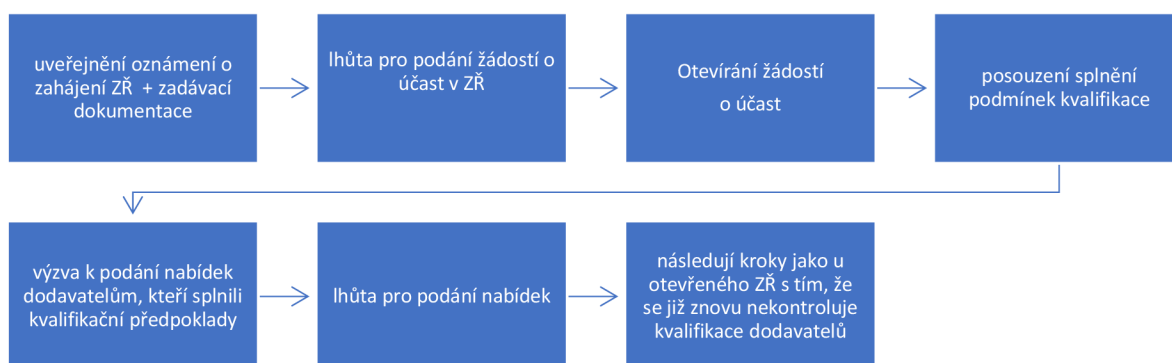 uveřejnění oznámení o
zahájení ZŘ + zadávací
dokumentace
lhůta pro podání žádostí o
účast v ZŘ
Otevírání žádostí
o účast
posouzení splnění
podmínek kvalifikace
výzva k podání nabídek
dodavatelům, kteří splnili
kvalifikační předpoklady
lhůta pro podání nabídek
následují kroky jako u
otevřeného ZŘ s tím, že
se již znovu nekontroluje
kvalifikace dodavatelů